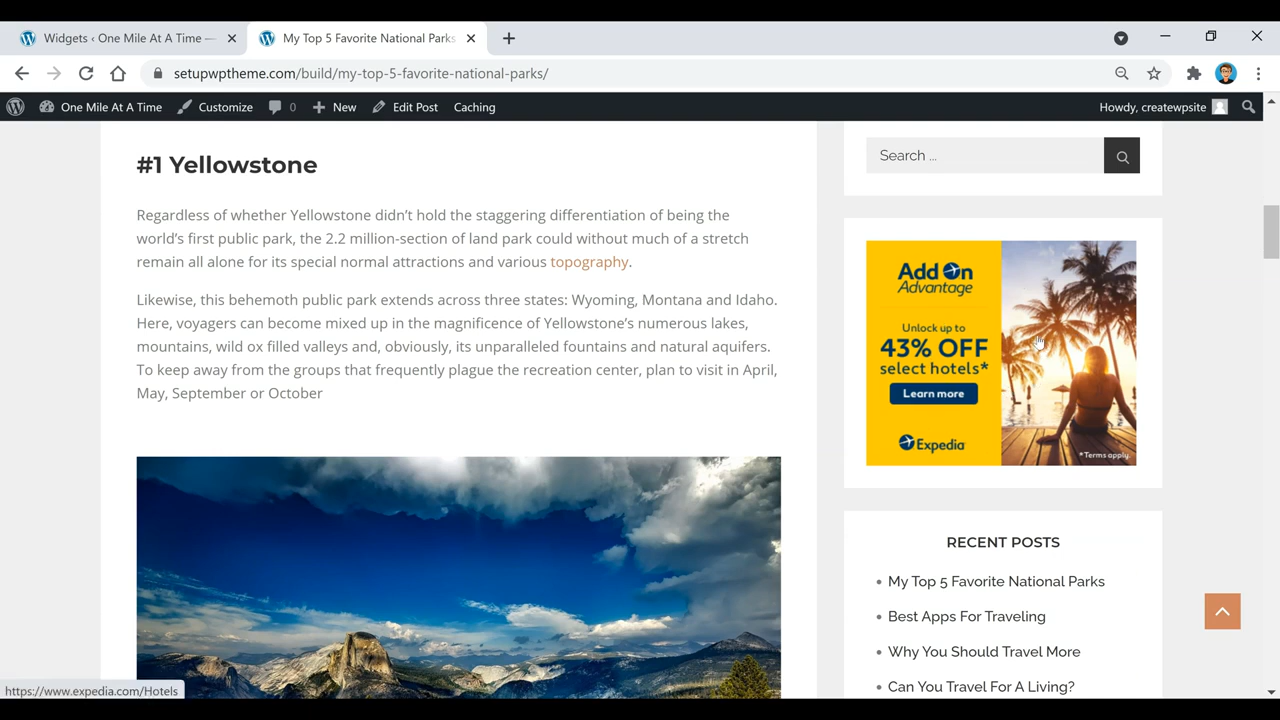 Widgets ‹ One Mile At A Time —
My Top 5 Favorite National Parks
setupwptheme.com/build/my-top-5-favorite-national-parks/
One Mile At A Time
Customize
0
New
Edit Post
Caching
Howdy, createwpsite
#1 Yellowstone
Regardless of whether Yellowstone didn't hold the staggering differentiation of being the
world's first public park, the 2.2 million-section of land park could without much of a stretch
remain all alone for its special normal attractions and various topography.
Likewise, this behemoth public park extends across three states: Wyoming, Montana and Idaho.
Here, voyagers can become mixed up in the magnificence of Yellowstone's numerous lakes,
mountains, wild ox filled valleys and, obviously, its unparalleled fountains and natural aquifers.
To keep away from the groups that frequently plague the recreation center, plan to visit in April,
May, September or October
Search ...
Add On
Advantage
Unlock up to
43% OFF
select hotels*
Learn more
Expedia
*Terms apply.
RECENT POSTS
My Top 5 Favorite National Parks
Best Apps For Traveling
Why You Should Travel More
Can You Travel For A Living?
https://www.expedia.com/Hotels